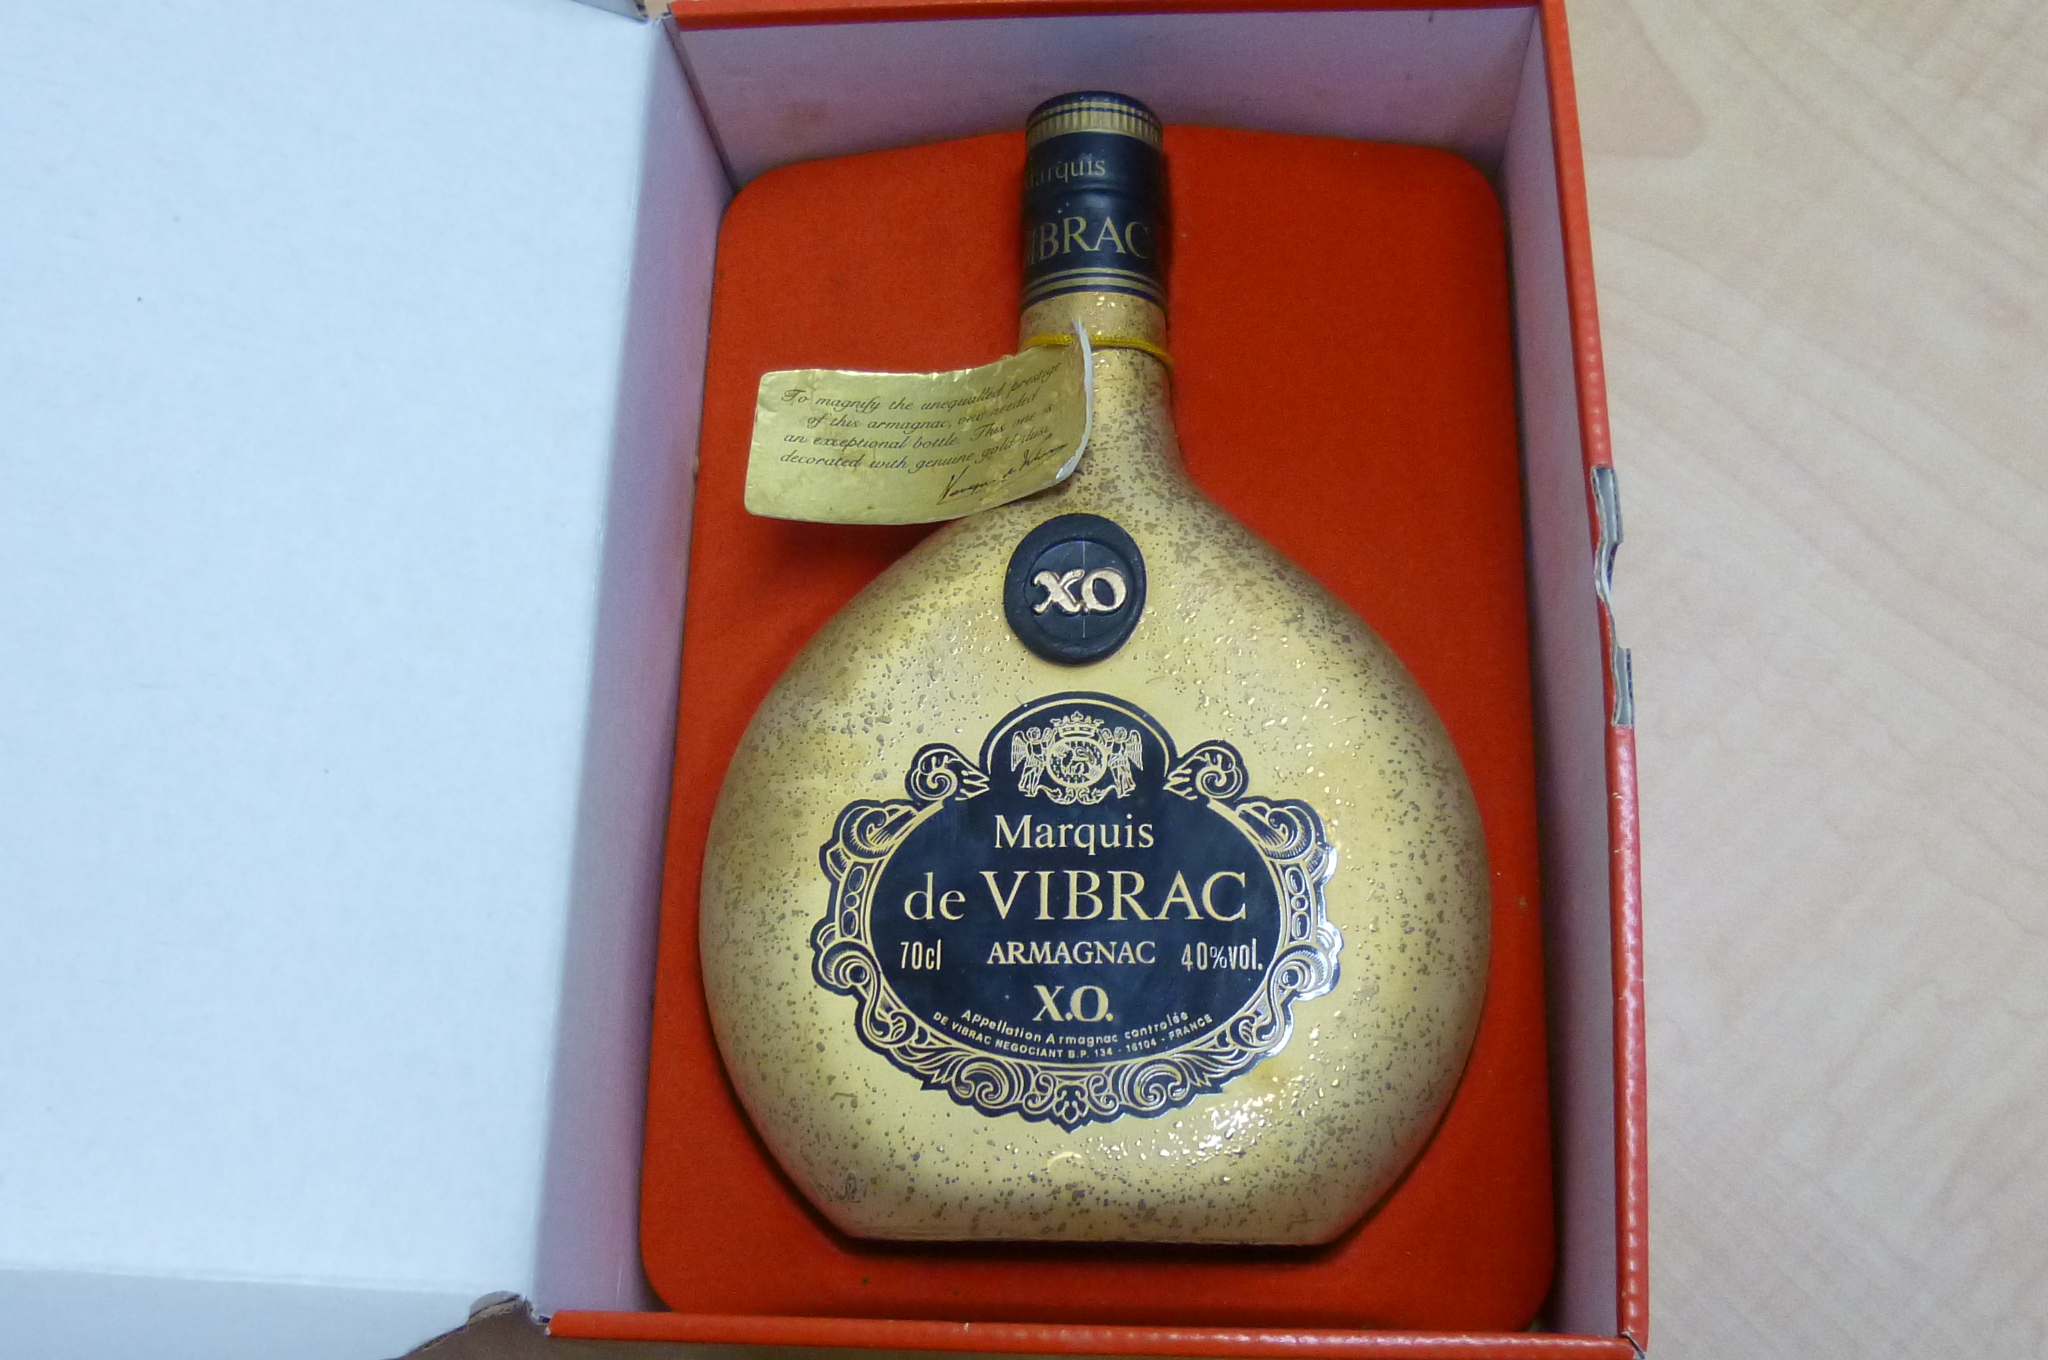 Marquis
VIBRAC
To magnify the unequalled prestige
of this armagnac, one needed
an exceptional bottle. This one is
decorated with genuine gold dust.
XO
Marquis
de VIBRAC
70cl ARMAGNAC 40%vol.
X.O.
Appellation Armagnac controlée
DE VIBRAC NEGOCIANT B.P. 134 - 16104 - FRANCE